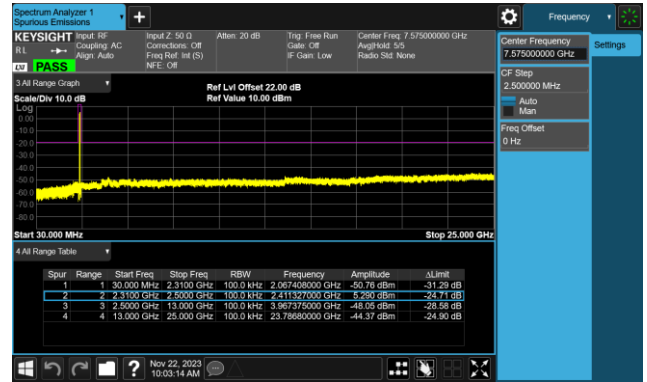 Spectrum Analyzer 1
Spurious Emissions
Frequency
KEYSIGHT
RL
LXI
PASS
Input: RF
Coupling: AC
Align: Auto
Input Z: 50 Ω
Corrections: Off
Freq Ref: Int (S)
NFE: Off
Atten: 20 dB
Trig: Free Run
Gate: Off
IF Gain: Low
Center Freq: 7.575000000 GHz
Avg|Hold: 5/5
Radio Std: None
Center Frequency
7.575000000 GHz
Settings
CF Step
2.500000 MHz
Auto
Man
Freq Offset
0 Hz
3 All Range Graph
Scale/Div 10.0 dB
Ref Lvl Offset 22.00 dB
Ref Value 10.00 dBm
Log
0.00
-10.0
-20.0
-30.0
-40.0
-50.0
-60.0
-70.0
-80.0
Start 30.000 MHz
Stop 25.000 GHz
4 All Range Table
Spur Range Start Freq Stop Freq RBW Frequency Amplitude ΔLimit
1 1 30.000 MHz 2.3100 GHz 100.0 kHz 2.067408000 GHz -50.76 dBm -31.29 dB
2 2 2.3100 GHz 2.5000 GHz 100.0 kHz 2.411327000 GHz 5.290 dBm -24.71 dB
3 3 2.5000 GHz 13.000 GHz 100.0 kHz 3.967375000 GHz -48.05 dBm -28.58 dB
4 4 13.000 GHz 25.000 GHz 100.0 kHz 23.78680000 GHz -44.37 dBm -24.90 dB
Nov 22, 2023
10:03:14 AM